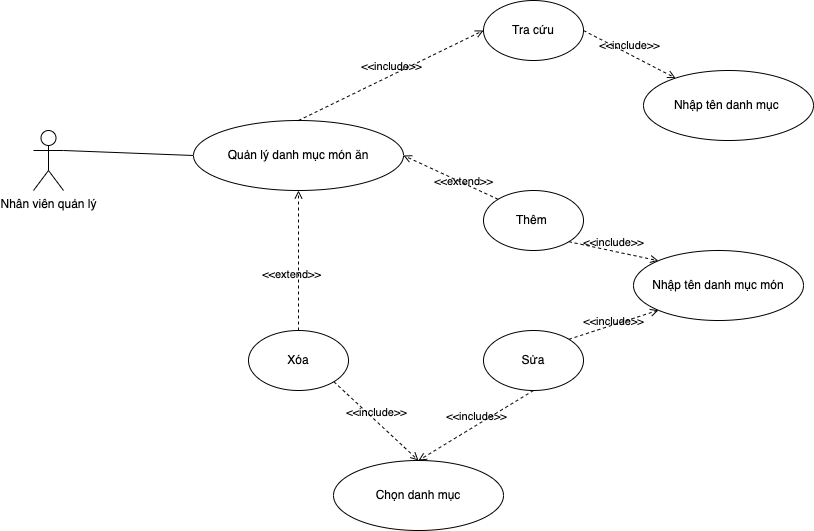 Tra cứu
<<include>>
<<include>>
Nhập tên danh mục
Quản lý danh mục món ăn
<<extend>>
Nhân viên quản lý
Thêm
<<include>>
<<extend>>
Nhập tên danh mục món
<<include>>
Xóa
Sửa
<<include>>
<<include>>
Chọn danh mục